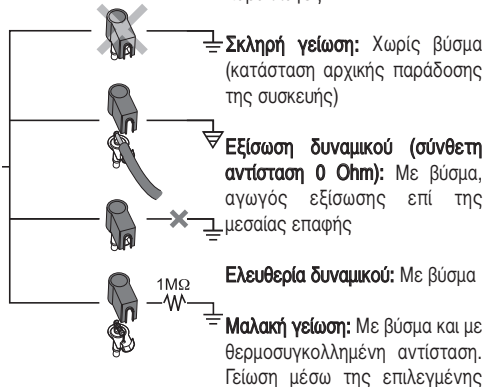 Σκληρή γείωση: Χωρίς βύσμα
(κατάσταση αρχικής παράδοσης
της συσκευής)
Εξίσωση δυναμικού (σύνθετη
αντίσταση 0 Ohm): Με βύσμα,
αγωγός εξίσωσης επί της
μεσαίας επαφής
Ελευθερία δυναμικού: Με βύσμα
1MΩ
Μαλακή γείωση: Με βύσμα και με
θερμοσυγκολλημένη αντίσταση.
Γείωση μέσω της επιλεγμένης